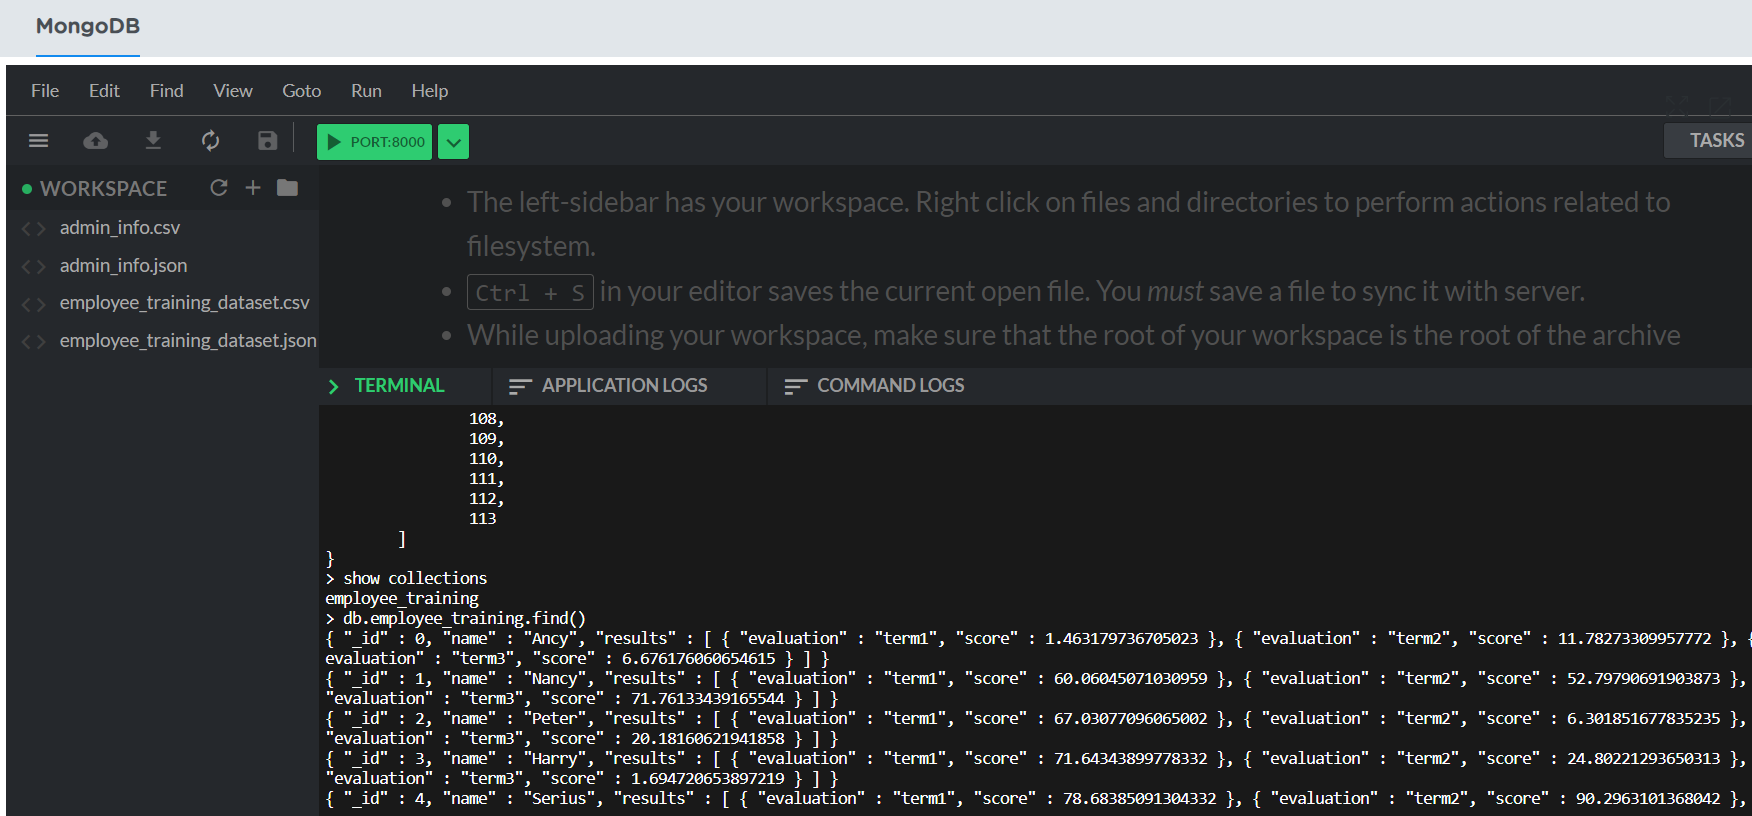 MongoDB
File Edit Find View Goto Run Help
PORT:8000
TASKS
WORKSPACE
admin_info.csv
admin_info.json
employee_training_dataset.csv
employee_training_dataset.json
The left-sidebar has your workspace. Right click on files and directories to perform actions related to
filesystem.
Ctrl + S in your editor saves the current open file. You must save a file to sync it with server.
While uploading your workspace, make sure that the root of your workspace is the root of the archive
TERMINAL APPLICATION LOGS COMMAND LOGS
108,
109,
110,
111,
112,
113
]
}
> show collections
employee_training
> db.employee_training.find()
{ "_id" : 0, "name" : "Ancy", "results" : [ { "evaluation" : "term1", "score" : 1.463179736705023 }, { "evaluation" : "term2", "score" : 11.78273309957772 }, {
evaluation" : "term3", "score" : 6.676176060654615 } ] }
{ "_id" : 1, "name" : "Nancy", "results" : [ { "evaluation" : "term1", "score" : 60.06045071030959 }, { "evaluation" : "term2", "score" : 52.79790691903873 },
"evaluation" : "term3", "score" : 71.76133439165544 } ] }
{ "_id" : 2, "name" : "Peter", "results" : [ { "evaluation" : "term1", "score" : 67.03077096065002 }, { "evaluation" : "term2", "score" : 6.301851677835235 },
"evaluation" : "term3", "score" : 20.18160621941858 } ] }
{ "_id" : 3, "name" : "Harry", "results" : [ { "evaluation" : "term1", "score" : 71.64343899778332 }, { "evaluation" : "term2", "score" : 24.80221293650313 },
"evaluation" : "term3", "score" : 1.694720653897219 } ] }
{ "_id" : 4, "name" : "Serius", "results" : [ { "evaluation" : "term1", "score" : 78.68385091304332 }, { "evaluation" : "term2", "score" : 90.2963101368042 },